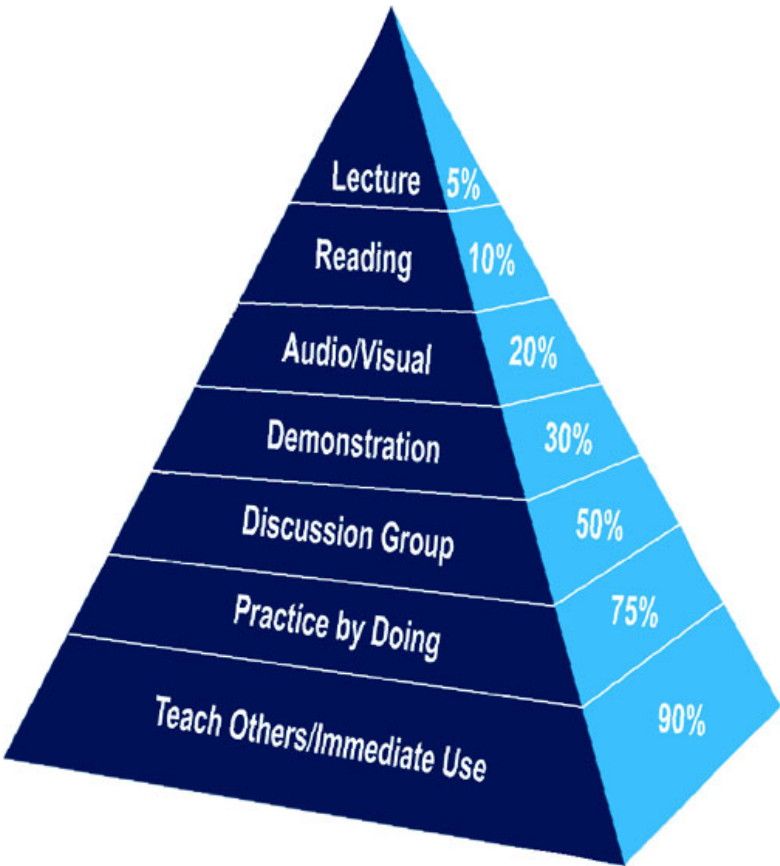 Lecture 5%
Reading 10%
Audio/Visual 20%
Demonstration 30%
Discussion Group 50%
Practice by Doing 75%
Teach Others/Immediate Use 90%